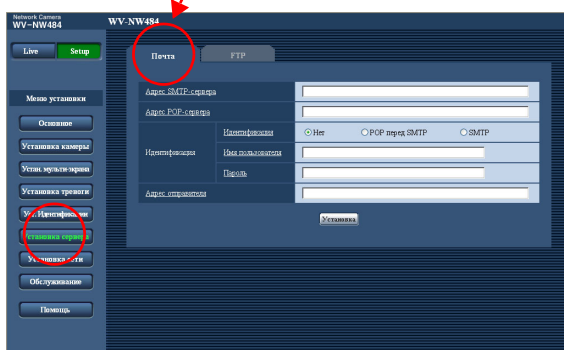 Network Camera
WV-NW484
WV-NW484
Live Setup
Почта FTP
Меню установки
Адрес SMTP-сервера
Адрес POP-сервера
Основное
Установка камеры
Идентификация Идентификация Нет POP перед SMTP SMTP
Имя пользователя
Пароль
Устан. мульти-экрана
Установка тревоги
Адрес отправителя
Уст. Идентификации
Установка
Установка сервера
Установка сети
Обслуживание
Помощь